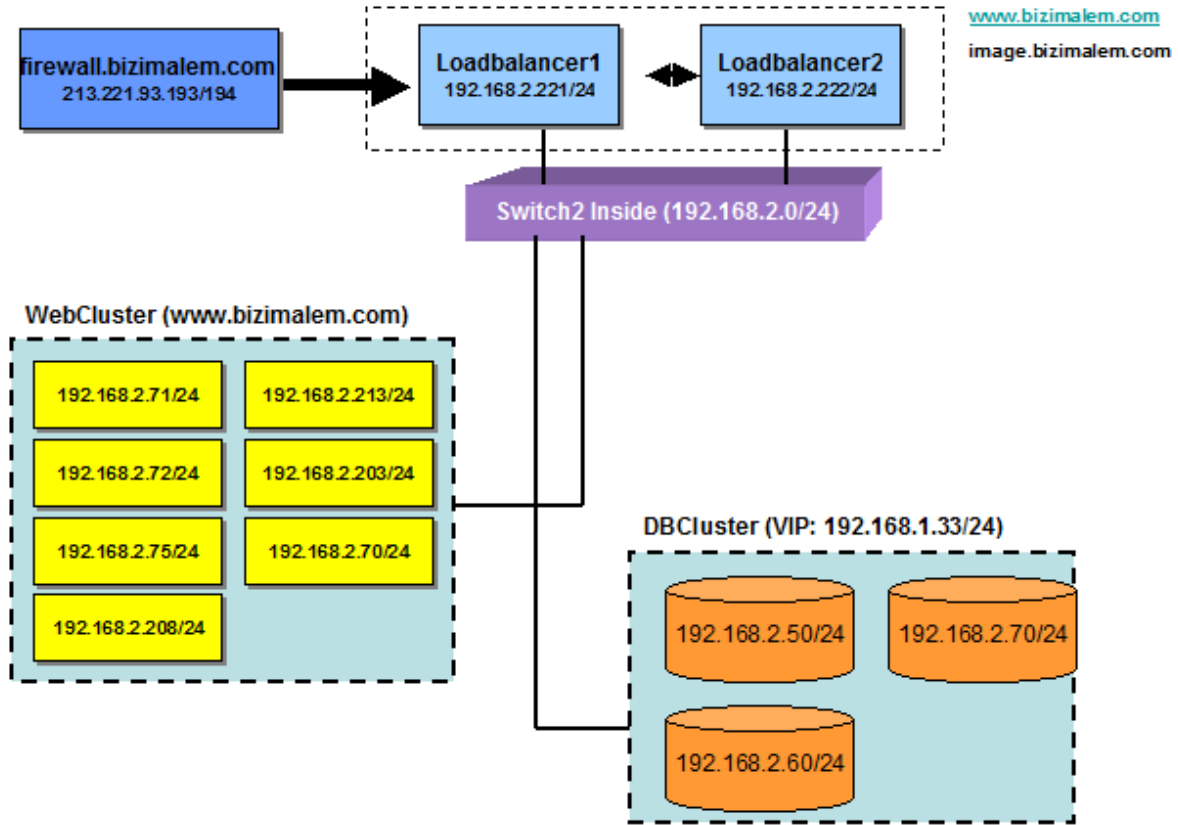 www.bizimalem.com
image.bizimalem.com
firewall.bizimalem.com
213.221.93.193/194
Loadbalancer1
192.168.2.221/24
Loadbalancer2
192.168.2.222/24
Switch2 Inside (192.168.2.0/24)
WebCluster (www.bizimalem.com)
192.168.2.71/24
192.168.2.213/24
192.168.2.72/24
192.168.2.203/24
192.168.2.75/24
192.168.2.70/24
192.168.2.208/24
DBCluster (VIP: 192.168.1.33/24)
192.168.2.50/24
192.168.2.70/24
192.168.2.60/24